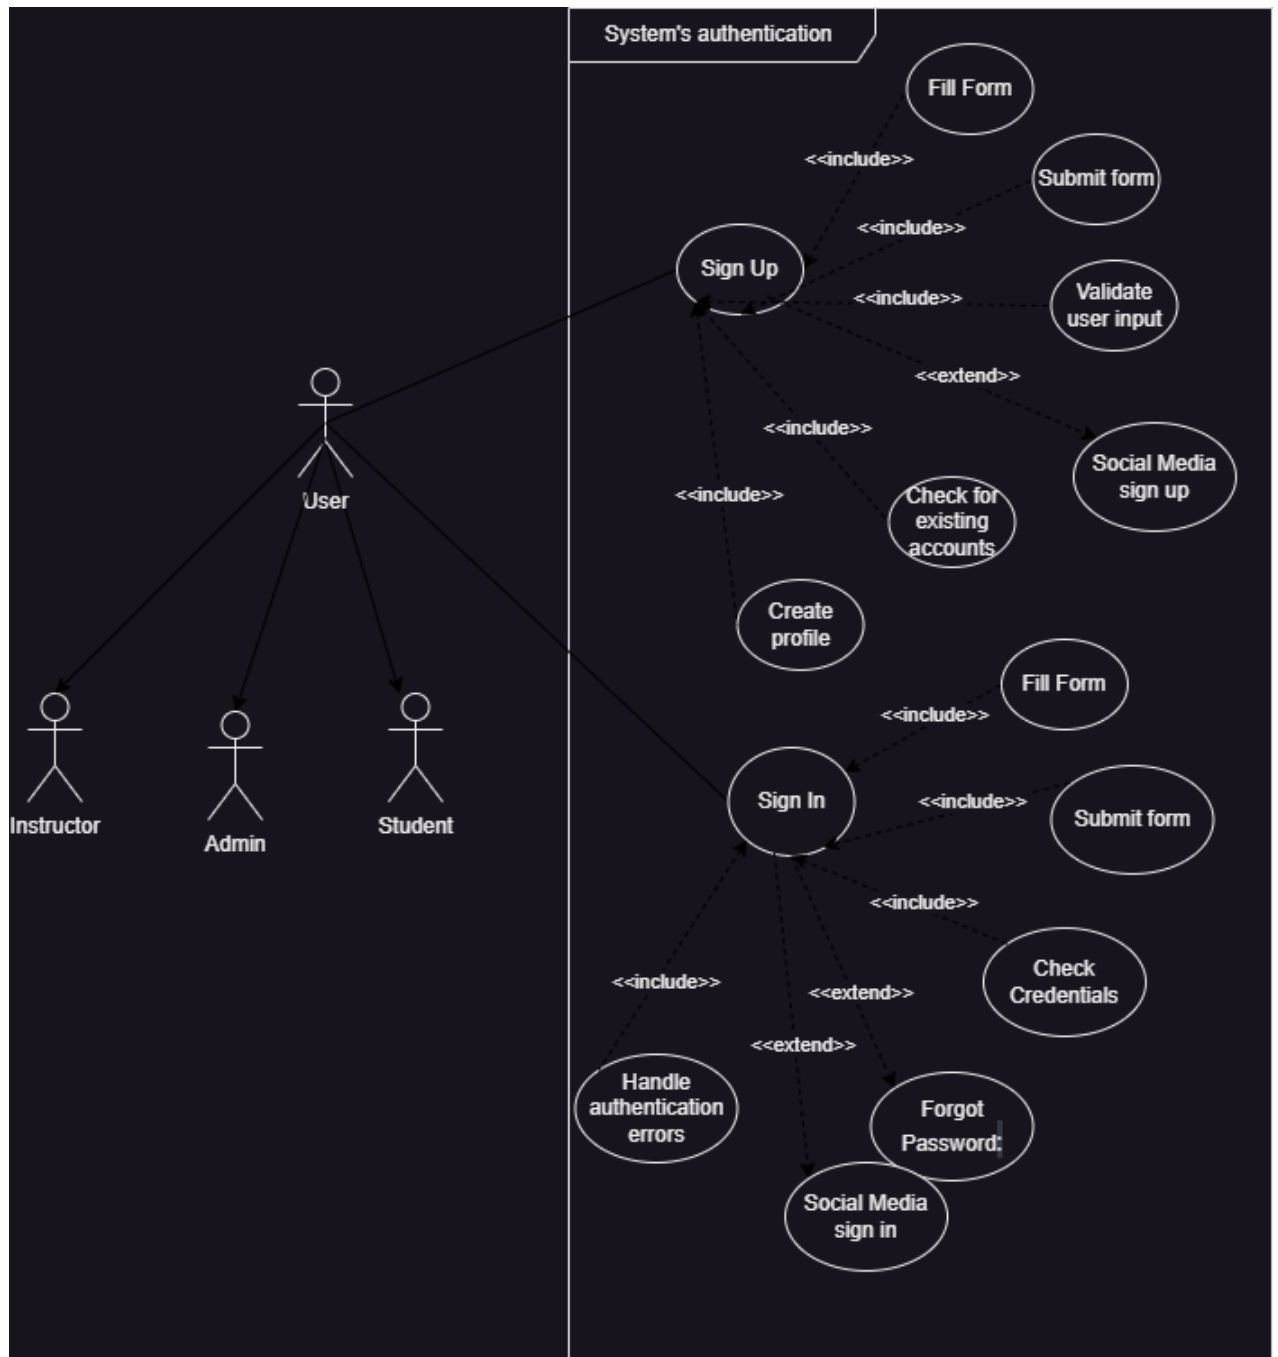 System's authentication
Fill Form
<<include>>
Submit form
<<include>>
Sign Up
Validate
user input
<<include>>
<<extend>>
<<include>>
Social Media
sign up
User
<<include>>
Check for
existing
accounts
Create
profile
Fill Form
<<include>>
Sign In
<<include>>
Submit form
Instructor
Admin
Student
<<include>>
Check
Credentials
<<include>>
<<extend>>
<<extend>>
Handle
authentication
errors
Forgot
Password:
Social Media
sign in